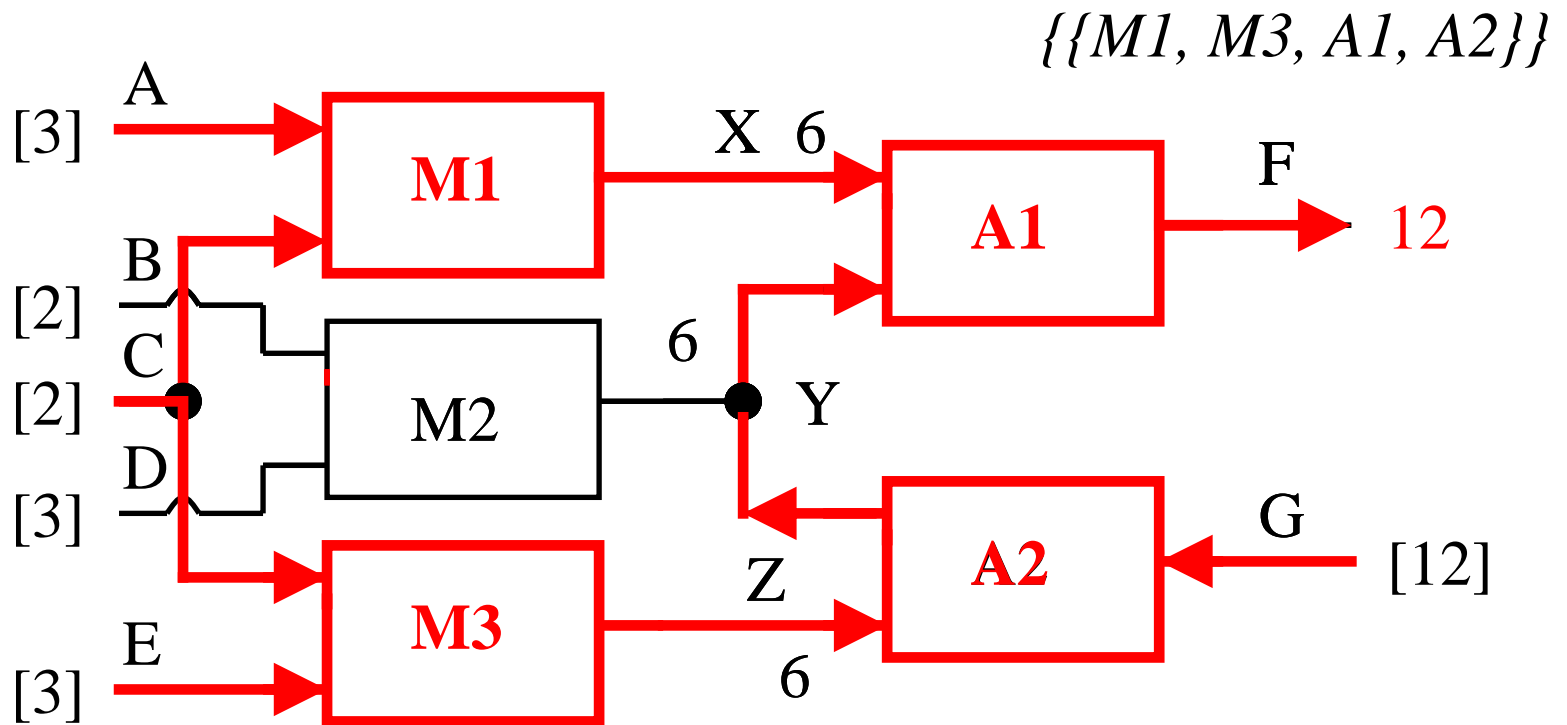 {{M1, M3, A1, A2}}
A
[3]
M1
X 6
A1
F
12
B
[2]
C
[2]
M2
6
Y
D
[3]
G
[12]
A2
Z
6
M3
E
[3]